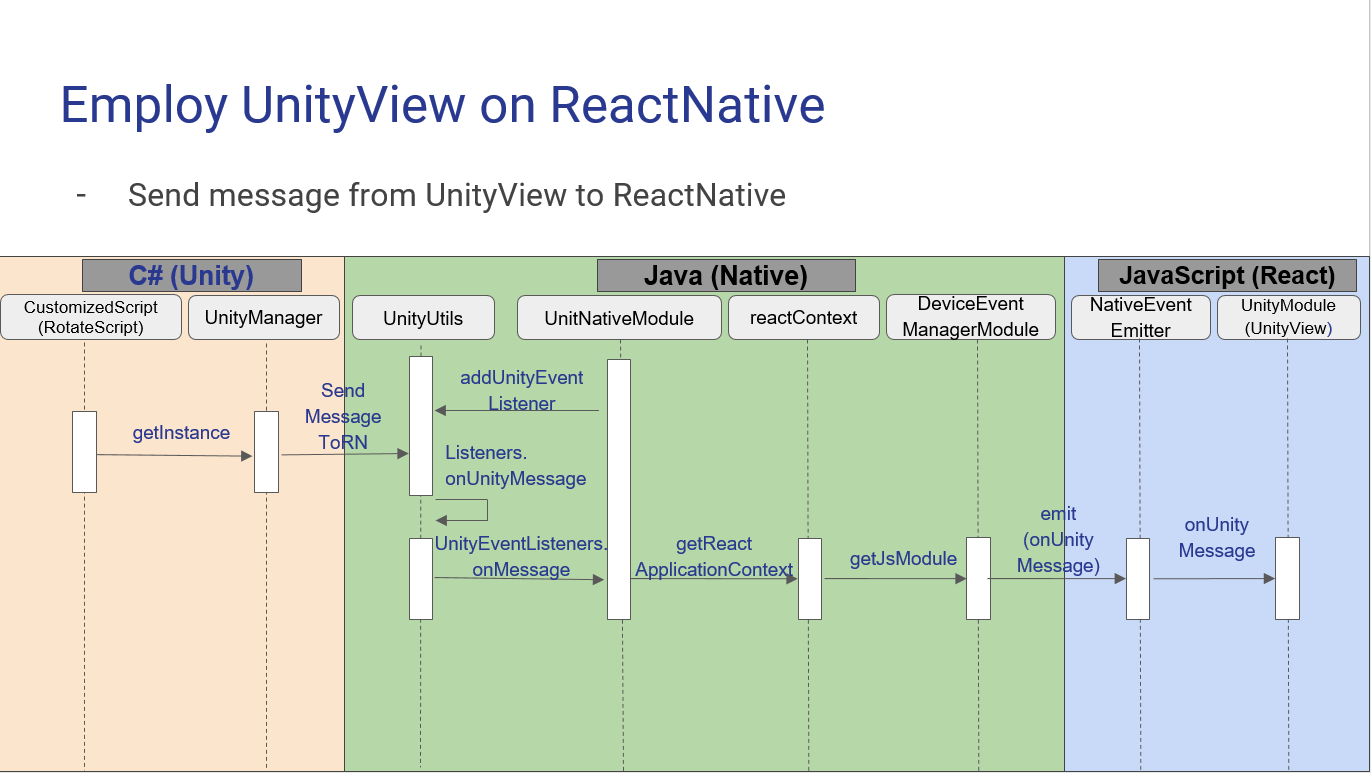 Employ UnityView on ReactNative
- Send message from UnityView to ReactNative
C# (Unity)
Java (Native)
JavaScript (React)
CustomizedScript
(RotateScript)
UnityManager
UnityUtils
UnitNativeModule
reactContext
DeviceEvent
ManagerModule
NativeEvent
Emitter
UnityModule
(UnityView)
getInstance
Send
Message
ToRN
addUnityEvent
Listener
Listeners.
onUnityMessage
UnityEventListeners.
onMessage
getReact
ApplicationContext
getJsModule
emit
(onUnity
Message)
onUnity
Message